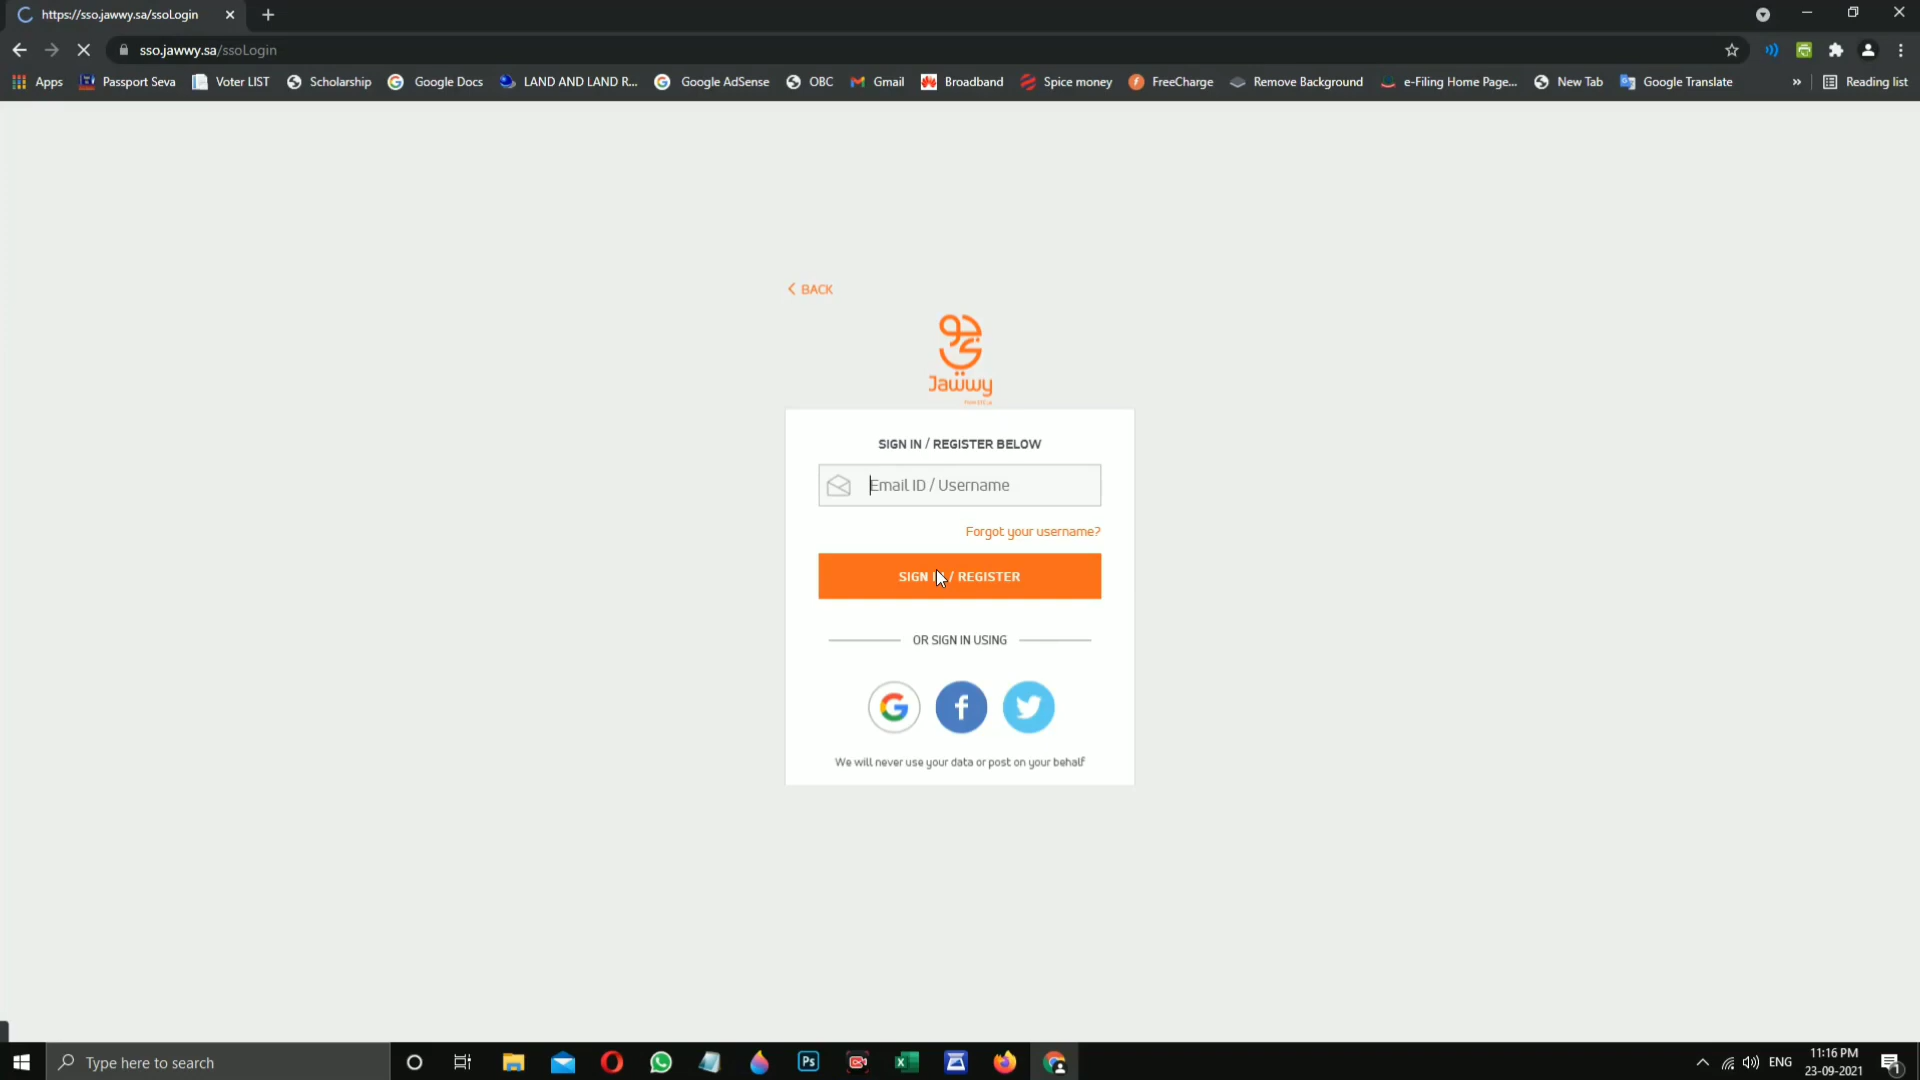 https://sso.jawwy.sa/ssoLogin
sso.jawwy.sa/ssoLogin
Apps Passport Seva Voter LIST Scholarship Google Docs LAND AND LAND R... Google AdSense OBC Gmail Broadband Spice money FreeCharge Remove Background e-Filing Home Page... New Tab Google Translate » Reading list
BACK
جوّي
Jawwy
SIGN IN / REGISTER BELOW
Email ID / Username
Forgot your username?
SIGN IN / REGISTER
OR SIGN IN USING
G f
We will never use your data or post on your behalf
Type here to search
Ps
ENG
11:16 PM
23-09-2021
1